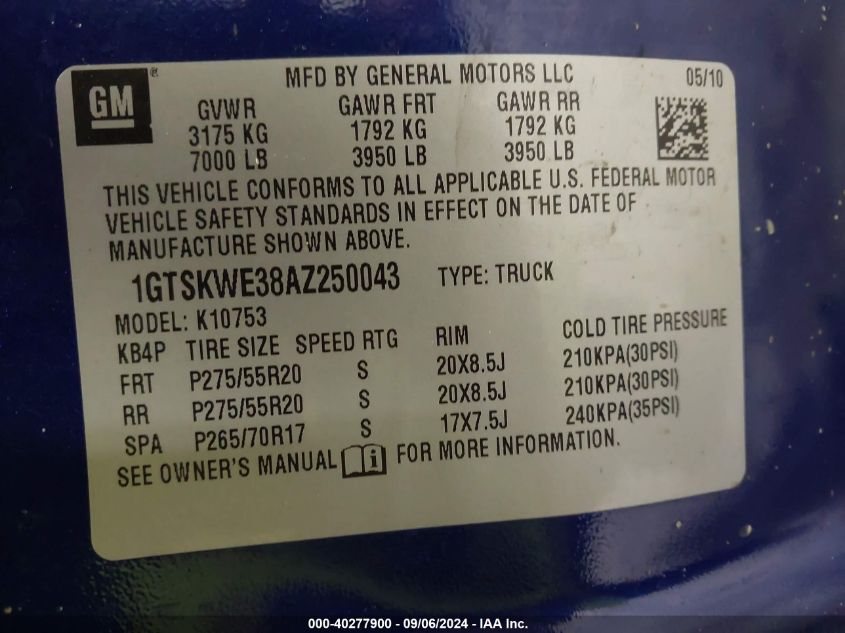 GM®
MFD BY GENERAL MOTORS LLC 05/10
GVWR GAWR FRT GAWR RR
3175 KG 1792 KG 1792 KG
7000 LB 3950 LB 3950 LB
THIS VEHICLE CONFORMS TO ALL APPLICABLE U.S. FEDERAL MOTOR
VEHICLE SAFETY STANDARDS IN EFFECT ON THE DATE OF
MANUFACTURE SHOWN ABOVE.
1GTSKWE38AZ250043 TYPE: TRUCK
MODEL: K10753
KB4P TIRE SIZE SPEED RTG RIM COLD TIRE PRESSURE
FRT P275/55R20 S 20X8.5J 210KPA(30PSI)
RR P275/55R20 S 20X8.5J 210KPA(30PSI)
SPA P265/70R17 S 17X7.5J 240KPA(35PSI)
SEE OWNER'S MANUAL i FOR MORE INFORMATION.
000-40277900 - 09/06/2024 - IAA Inc.